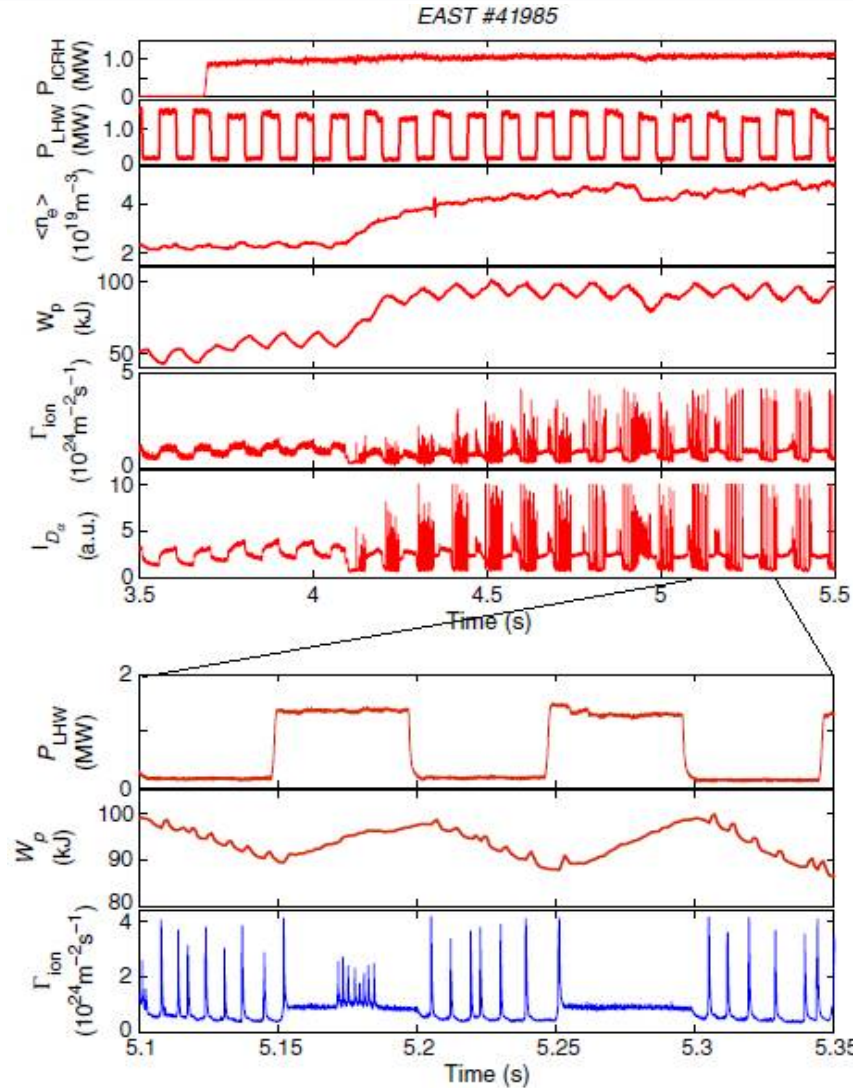 EAST #41985
P_ICRH (MW)
1.0
0
P_LHW (MW)
1.0
0
<n_e> (10^19 m^-3)
4
2
W_p (kJ)
100
50
Γ_ion (10^24 m^-2 s^-1)
5
0
I_Dα (a.u.)
10
5
0
3.5 4 4.5 5 5.5
Time (s)
P_LHW (MW)
2
0
W_p (kJ)
100
90
80
Γ_ion (10^24 m^-2 s^-1)
4
2
0
5.1 5.15 5.2 5.25 5.3 5.35
Time (s)